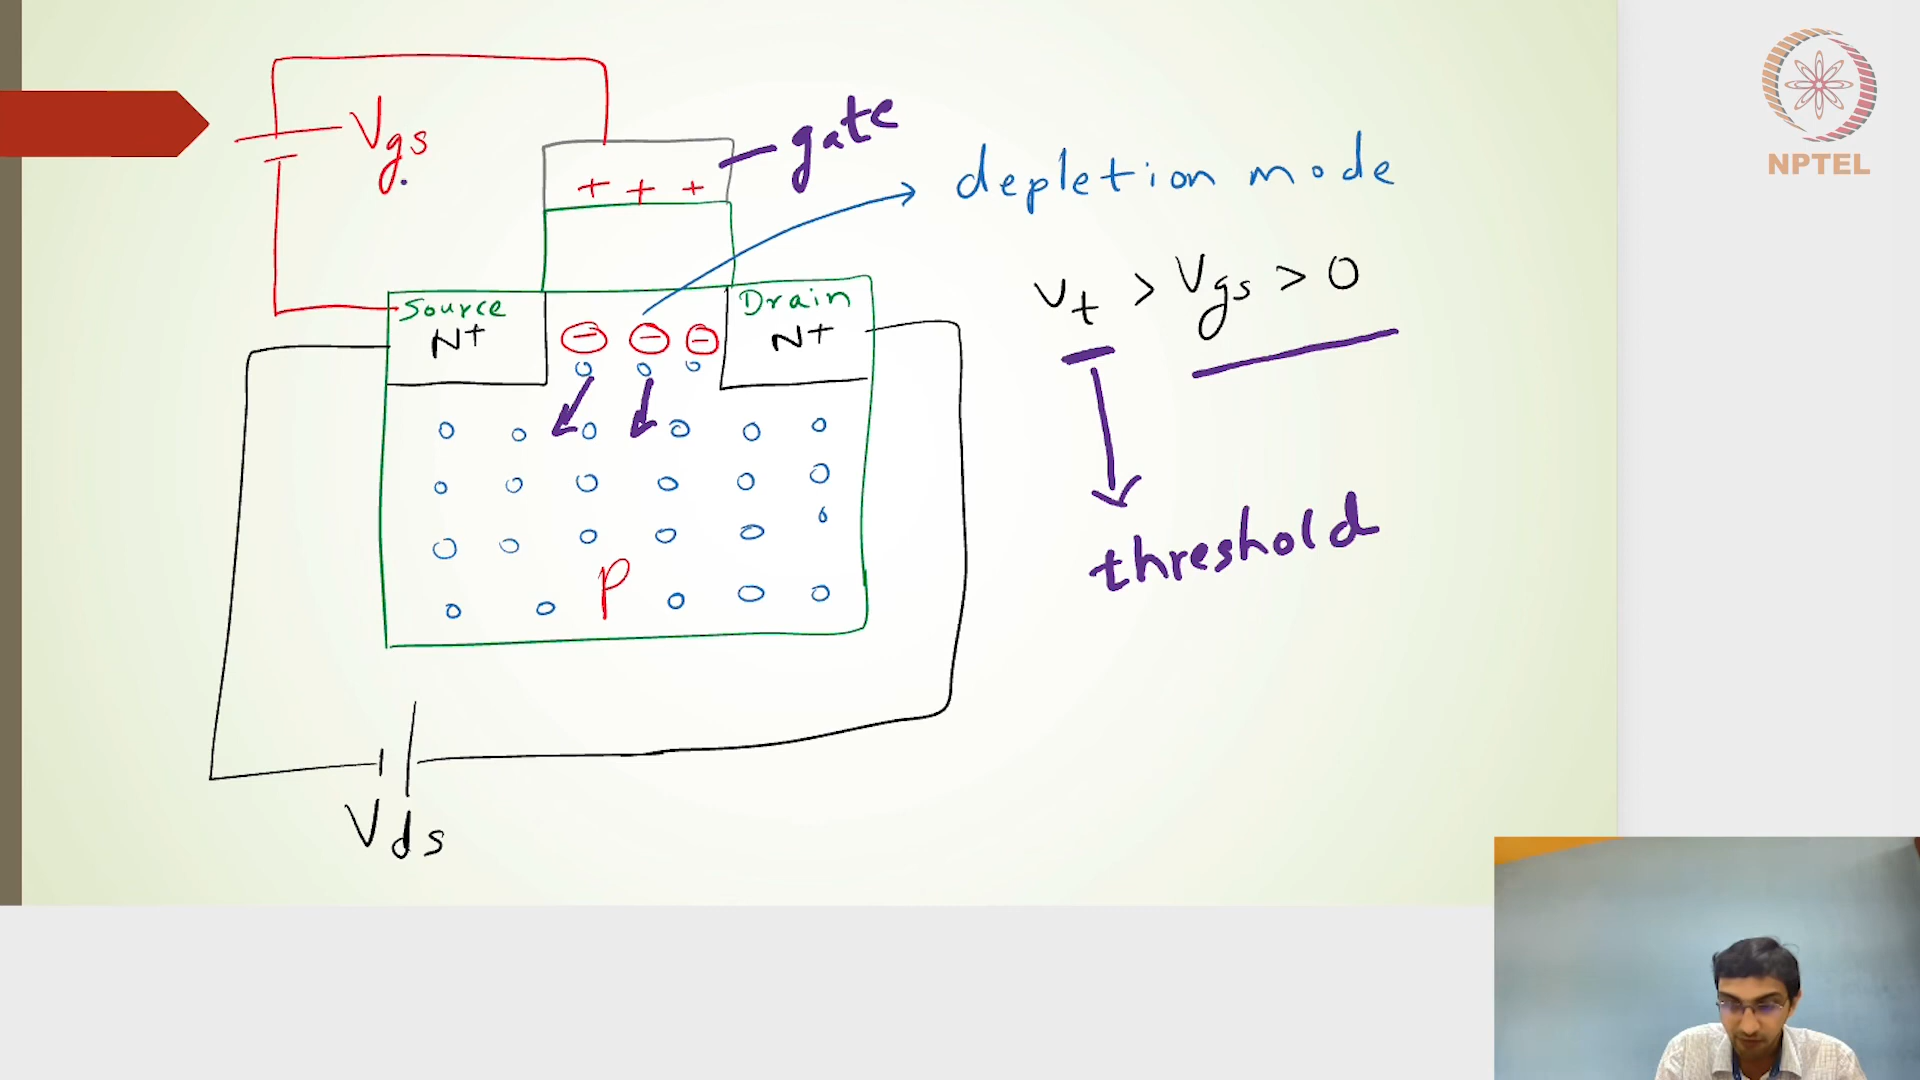 Vgs
gate
+ + +
depletion mode
Vt > Vgs > 0
Source
N+
Drain
N+
threshold
P
Vds
NPTEL